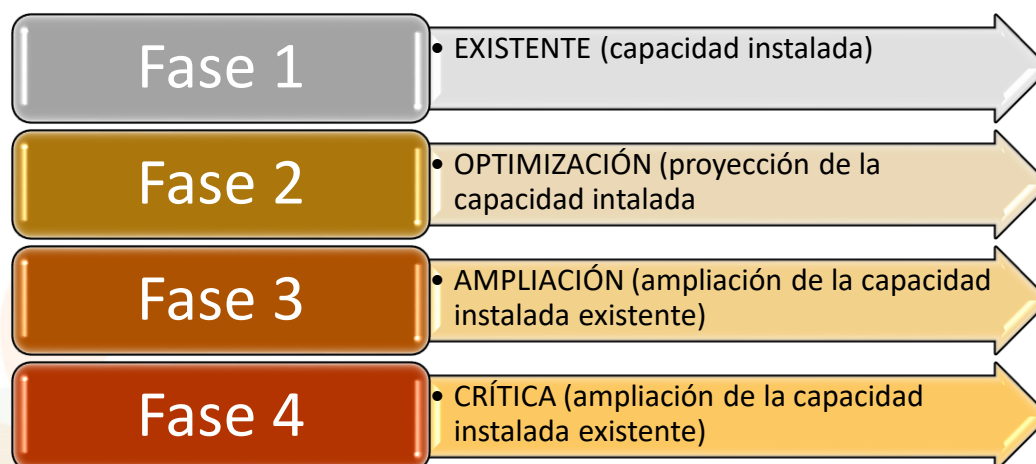 Fase 1
• EXISTENTE (capacidad instalada)
Fase 2
• OPTIMIZACIÓN (proyección de la
capacidad intalada
Fase 3
• AMPLIACIÓN (ampliación de la capacidad
instalada existente)
Fase 4
• CRÍTICA (ampliación de la capacidad
instalada existente)